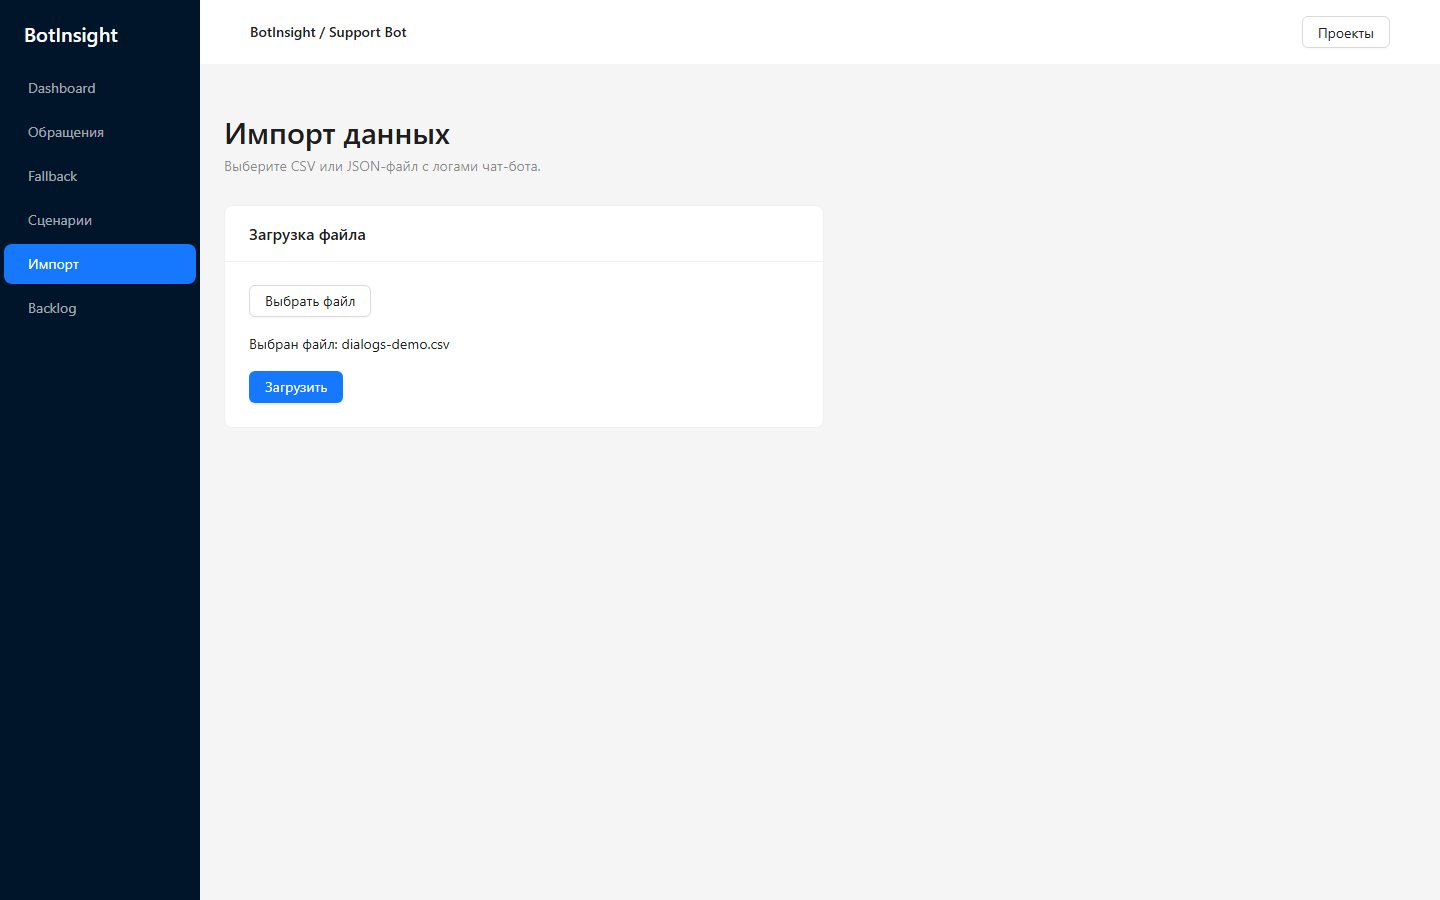 BotInsight
Dashboard
Обращения
Fallback
Сценарии
Импорт
Backlog
BotInsight / Support Bot
Проекты
Импорт данных
Выберите CSV или JSON-файл с логами чат-бота.
Загрузка файла
Выбрать файл
Выбран файл: dialogs-demo.csv
Загрузить